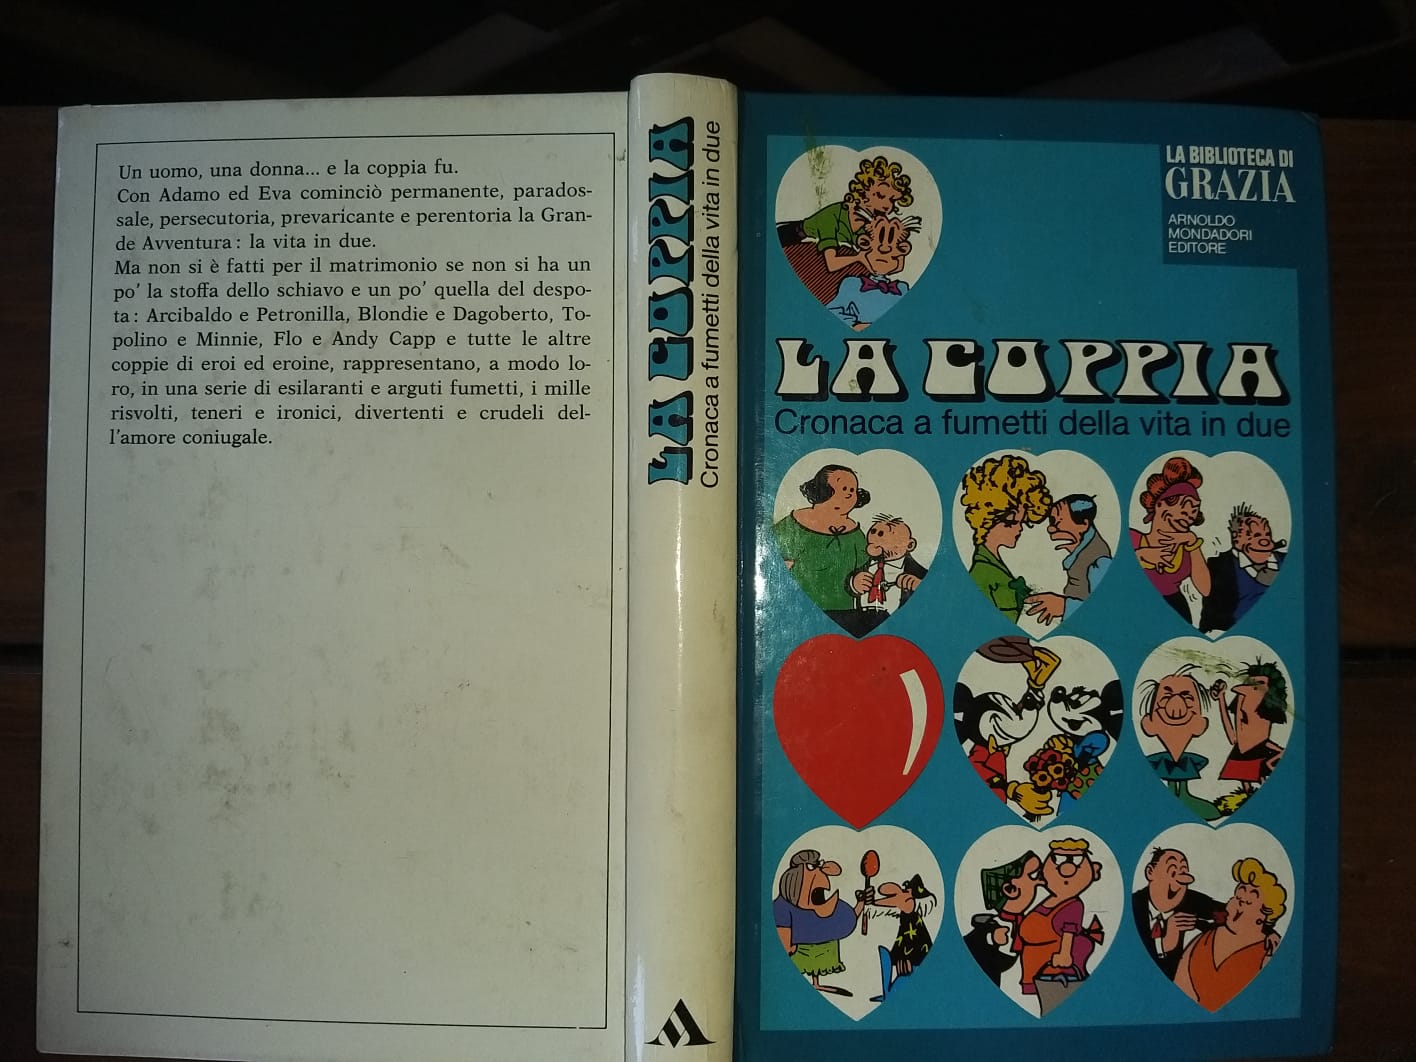 Un uomo, una donna... e la coppia fu.
Con Adamo ed Eva cominciò permanente, parados-
sale, persecutoria, prevaricante e perentoria la Gran-
de Avventura: la vita in due.
Ma non si è fatti per il matrimonio se non si ha un
po' la stoffa dello schiavo e un po' quella del despo-
ta: Arcibaldo e Petronilla, Blondie e Dagoberto, To-
polino e Minnie, Flo e Andy Capp e tutte le altre
coppie di eroi ed eroine, rappresentano, a modo lo-
ro, in una serie di esilaranti e arguti fumetti, i mille
risvolti, teneri e ironici, divertenti e crudeli del-
l'amore coniugale.
LA COPPIA
Cronaca a fumetti della vita in due
LA BIBLIOTECA DI
GRAZIA
ARNOLDO
MONDADORI
EDITORE
LA COPPIA
Cronaca a fumetti della vita in due